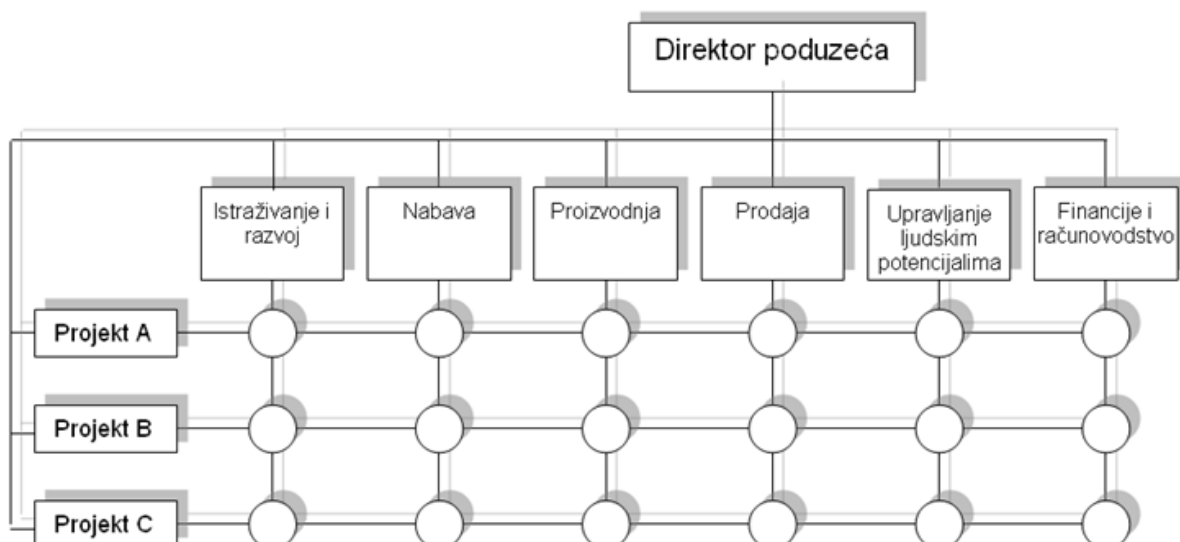 Direktor poduzeća
Istraživanje i
razvoj
Nabava
Proizvodnja
Prodaja
Upravljanje
ljudskim
potencijalima
Financije i
računovodstvo
Projekt A
Projekt B
Projekt C